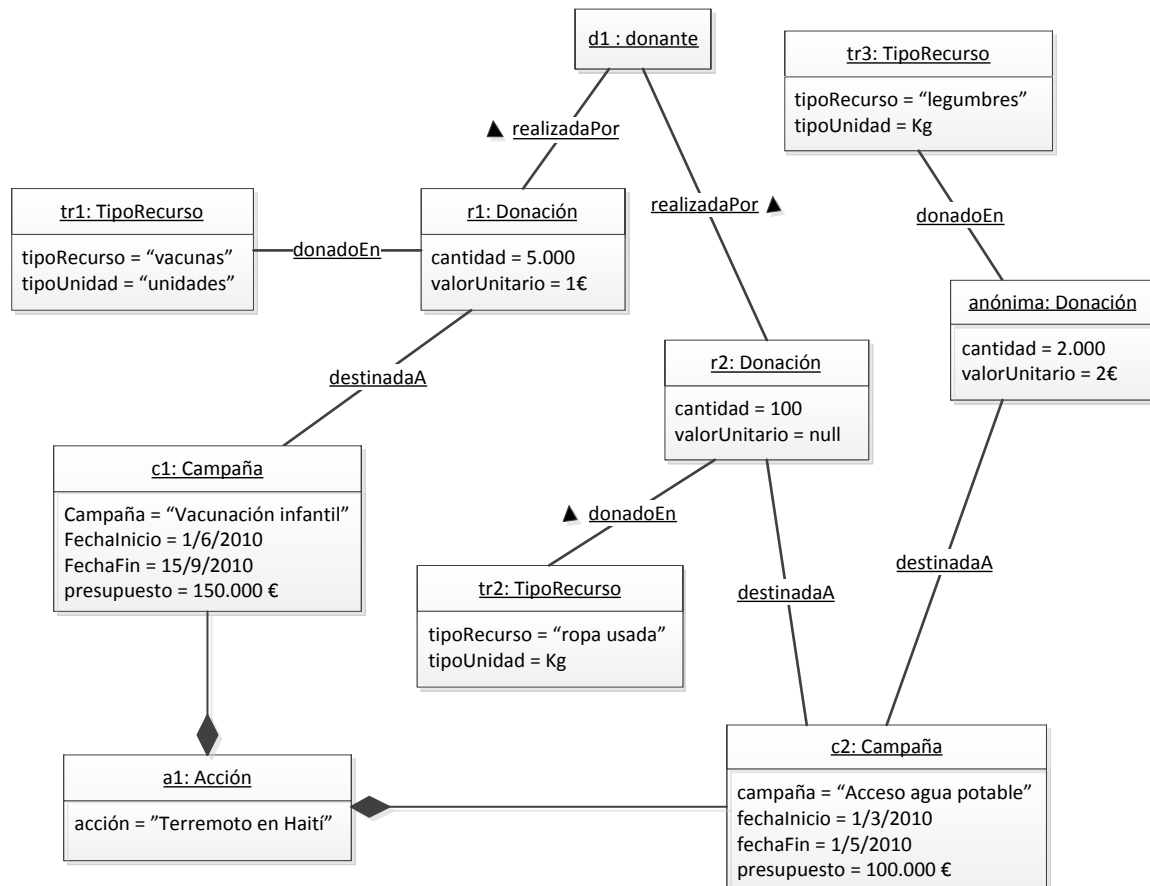 d1 : donante
tr3: TipoRecurso
tipoRecurso = “legumbres”
tipoUnidad = Kg
▲ realizadaPor
tr1: TipoRecurso
tipoRecurso = “vacunas”
tipoUnidad = “unidades”
donadoEn
r1: Donación
cantidad = 5.000
valorUnitario = 1€
realizadaPor ▲
donadoEn
anónima: Donación
cantidad = 2.000
valorUnitario = 2€
destinadaA
r2: Donación
cantidad = 100
valorUnitario = null
c1: Campaña
Campaña = “Vacunación infantil”
FechaInicio = 1/6/2010
FechaFin = 15/9/2010
presupuesto = 150.000 €
▲ donadoEn
destinadaA
tr2: TipoRecurso
tipoRecurso = “ropa usada”
tipoUnidad = Kg
destinadaA
a1: Acción
acción = ”Terremoto en Haití”
c2: Campaña
campaña = “Acceso agua potable”
fechaInicio = 1/3/2010
fechaFin = 1/5/2010
presupuesto = 100.000 €